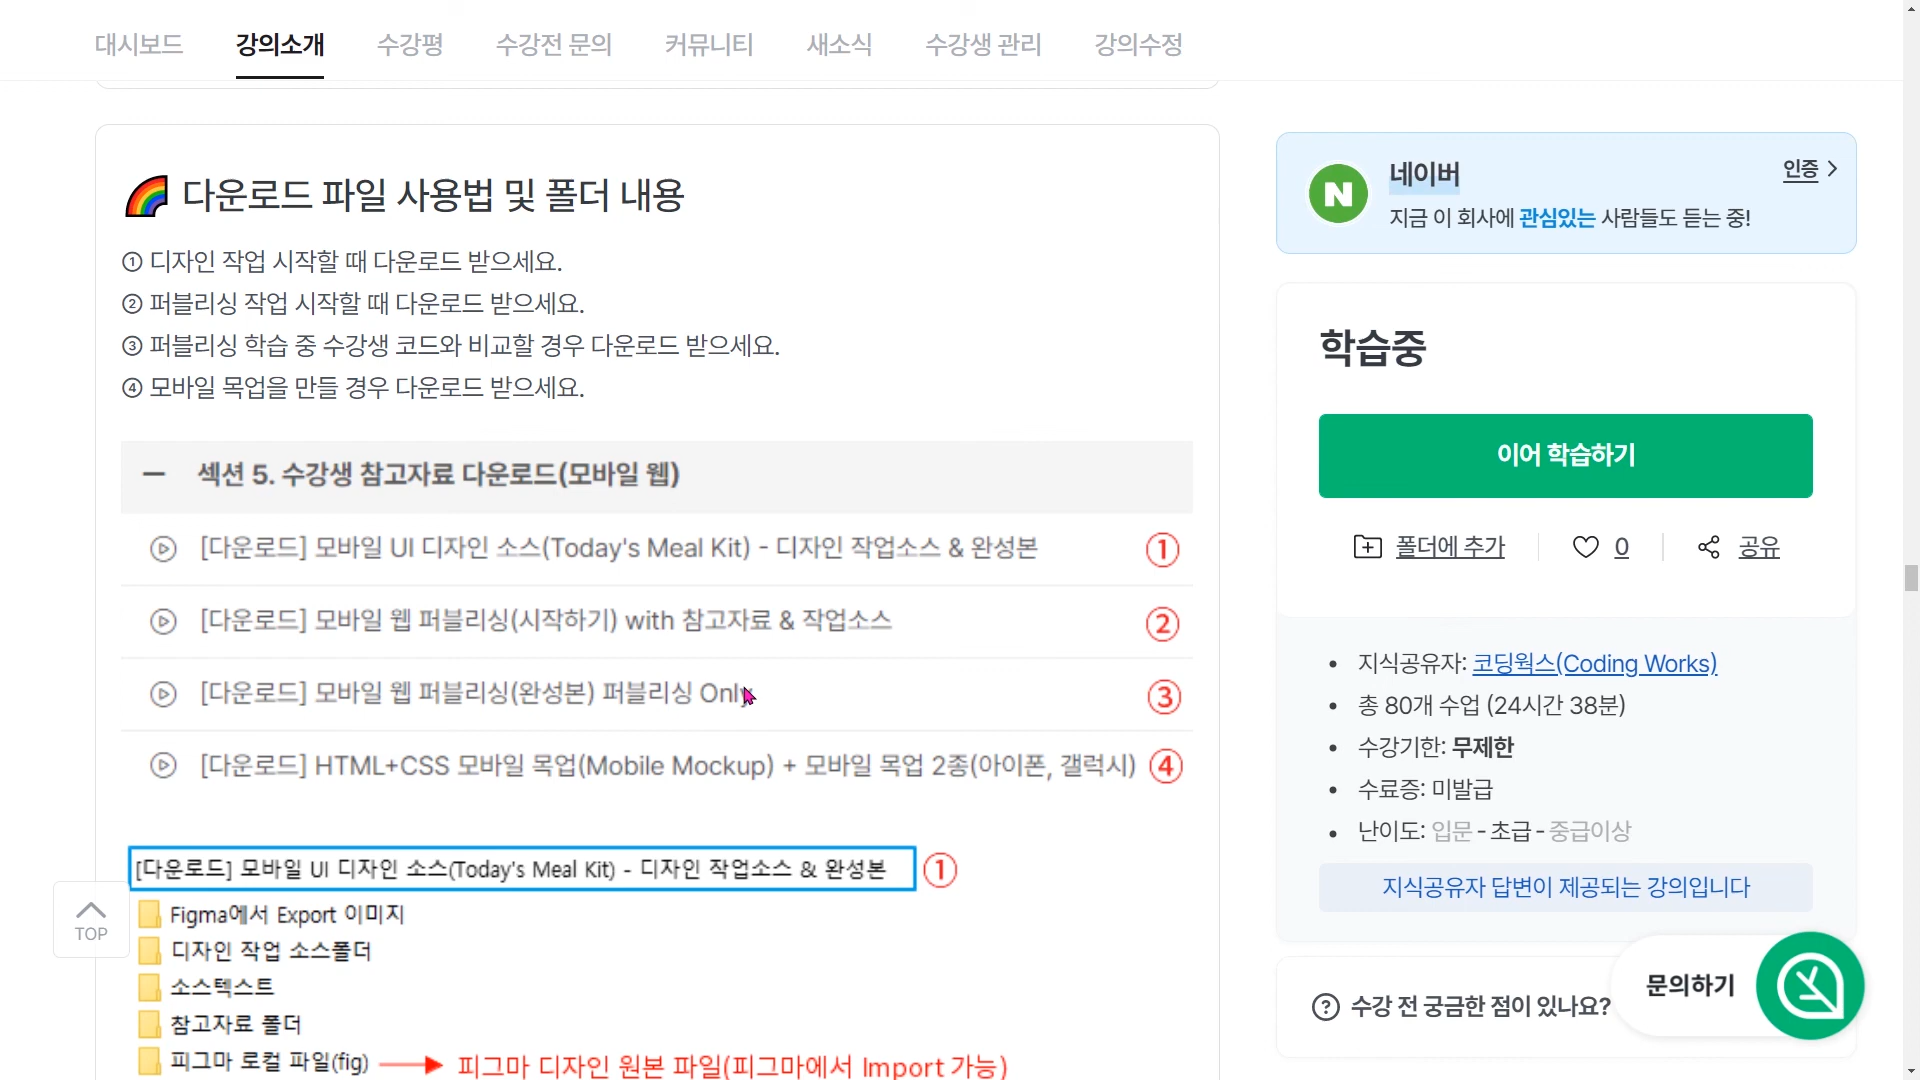 대시보드 강의소개 수강평 수강전 문의 커뮤니티 새소식 수강생 관리 강의수정
🌈 다운로드 파일 사용법 및 폴더 내용
① 디자인 작업 시작할 때 다운로드 받으세요.
② 퍼블리싱 작업 시작할 때 다운로드 받으세요.
③ 퍼블리싱 학습 중 수강생 코드와 비교할 경우 다운로드 받으세요.
④ 모바일 목업을 만들 경우 다운로드 받으세요.
섹션 5. 수강생 참고자료 다운로드(모바일 웹)
[다운로드] 모바일 UI 디자인 소스(Today's Meal Kit) - 디자인 작업소스 & 완성본 ①
[다운로드] 모바일 웹 퍼블리싱(시작하기) with 참고자료 & 작업소스 ②
[다운로드] 모바일 웹 퍼블리싱(완성본) 퍼블리싱 Only ③
[다운로드] HTML+CSS 모바일 목업(Mobile Mockup) + 모바일 목업 2종(아이폰, 갤럭시) ④
[다운로드] 모바일 UI 디자인 소스(Today's Meal Kit) - 디자인 작업소스 & 완성본 ①
Figma에서 Export 이미지
디자인 작업 소스폴더
소스텍스트
참고자료 폴더
피그마 로컬 파일(fig) 피그마 디자인 원본 파일(피그마에서 Import 가능)
TOP
N
네이버
인증
지금 이 회사에 관심있는 사람들도 듣는 중!
학습중
이어 학습하기
폴더에 추가 0 공유
• 지식공유자: 코딩웍스(Coding Works)
• 총 80개 수업 (24시간 38분)
• 수강기한: 무제한
• 수료증: 미발급
• 난이도: 입문 - 초급 - 중급이상
지식공유자 답변이 제공되는 강의입니다
수강 전 궁금한 점이 있나요?
문의하기